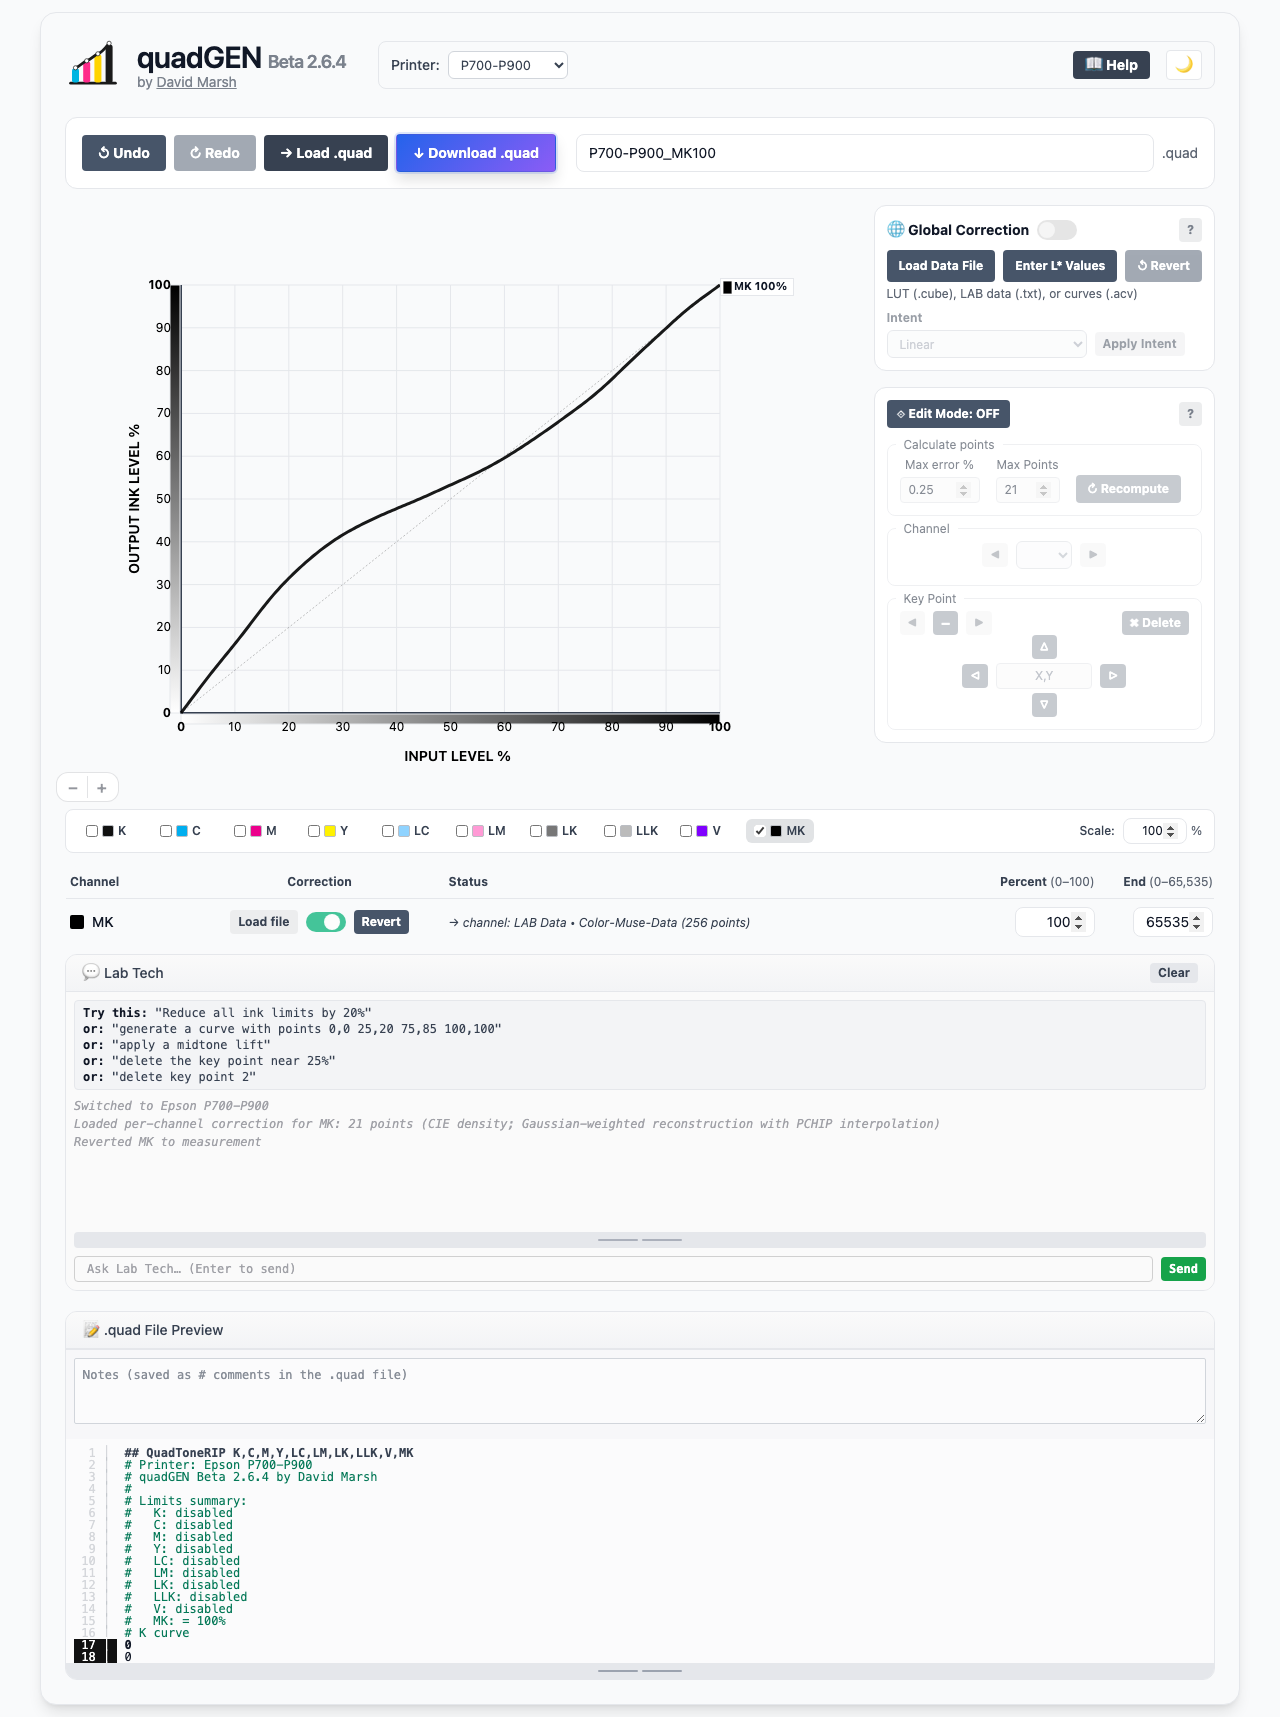 quadGEN Beta 2.6.4
by David Marsh
Printer: P700-P900
📖 Help
🌙
↺ Undo
↻ Redo
→ Load .quad
↓ Download .quad
P700-P900_MK100 .quad
🌐 Global Correction ?
Load Data File
Enter L* Values
↺ Revert
LUT (.cube), LAB data (.txt), or curves (.acv)
Intent
Linear
Apply Intent
⟐ Edit Mode: OFF ?
Calculate points
Max error % Max Points
0.25 21 ↻ Recompute
Channel
◄ ►
Key Point
◄ – ► ✖ Delete
X,Y
OUTPUT INK LEVEL %
100
90
80
70
60
50
40
30
20
10
0
MK 100%
0 10 20 30 40 50 60 70 80 90 100
INPUT LEVEL %
– +
K C M Y LC LM LK LLK V MK Scale: 100 %
Channel Correction Status Percent (0–100) End (0–65,535)
MK Load file Revert → channel: LAB Data • Color-Muse-Data (256 points) 100 65535
💬 Lab Tech Clear
Try this: "Reduce all ink limits by 20%"
or: "generate a curve with points 0,0 25,20 75,85 100,100"
or: "apply a midtone lift"
or: "delete the key point near 25%"
or: "delete key point 2"
Switched to Epson P700-P900
Loaded per-channel correction for MK: 21 points (CIE density; Gaussian-weighted reconstruction with PCHIP interpolation)
Reverted MK to measurement
Ask Lab Tech… (Enter to send) Send
📝 .quad File Preview
Notes (saved as # comments in the .quad file)
1 ## QuadToneRIP K,C,M,Y,LC,LM,LK,LLK,V,MK
2 # Printer: Epson P700-P900
3 # quadGEN Beta 2.6.4 by David Marsh
4 #
5 # Limits summary:
6 # K: disabled
7 # C: disabled
8 # M: disabled
9 # Y: disabled
10 # LC: disabled
11 # LM: disabled
12 # LK: disabled
13 # LLK: disabled
14 # V: disabled
15 # MK: = 100%
16 # K curve
17 0
18 0